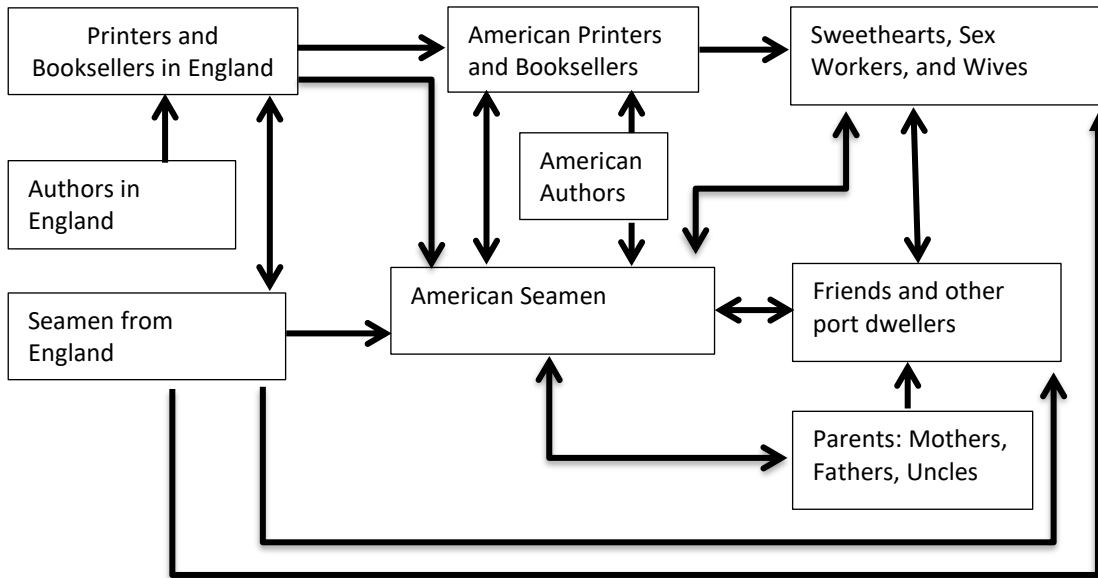 Printers and
Booksellers in England
American Printers
and Booksellers
Sweethearts, Sex
Workers, and Wives
Authors in
England
American
Authors
Seamen from
England
American Seamen
Friends and other
port dwellers
Parents: Mothers,
Fathers, Uncles